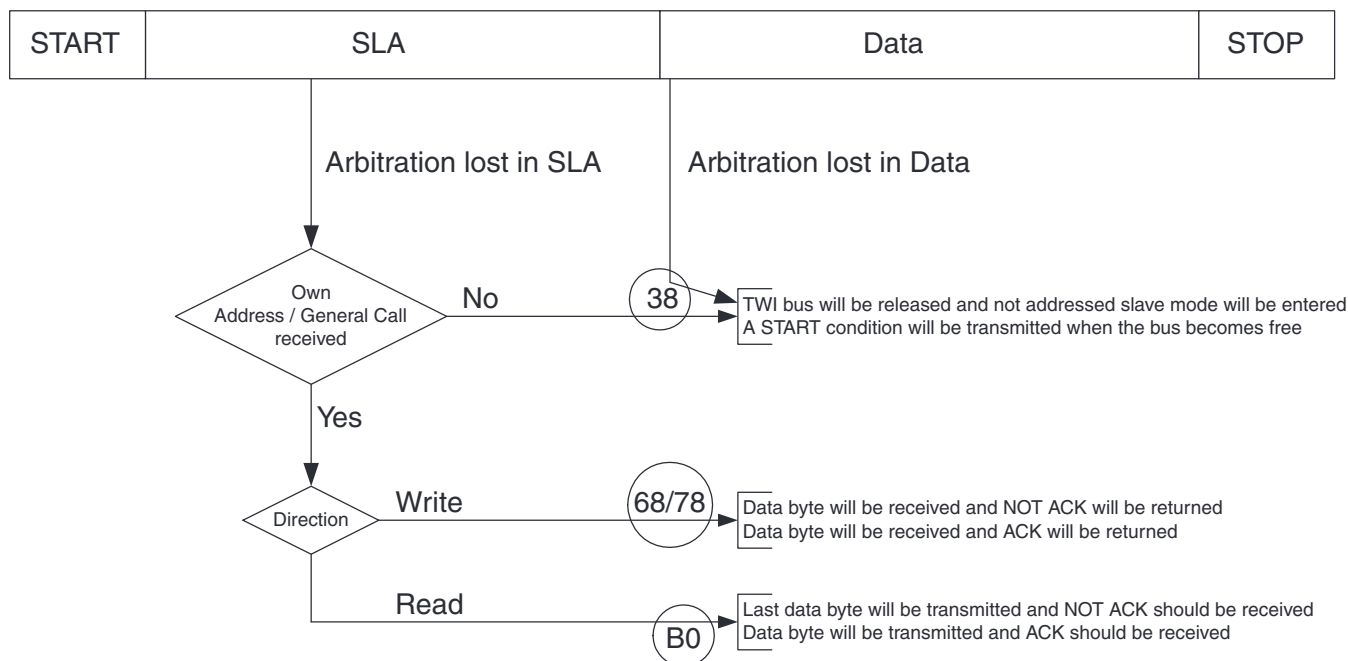 START SLA Data STOP
Arbitration lost in SLA Arbitration lost in Data
Own
Address / General Call
received
No
38
TWI bus will be released and not addressed slave mode will be entered
A START condition will be transmitted when the bus becomes free
Yes
Direction
Write
68/78
Data byte will be received and NOT ACK will be returned
Data byte will be received and ACK will be returned
Read
B0
Last data byte will be transmitted and NOT ACK should be received
Data byte will be transmitted and ACK should be received